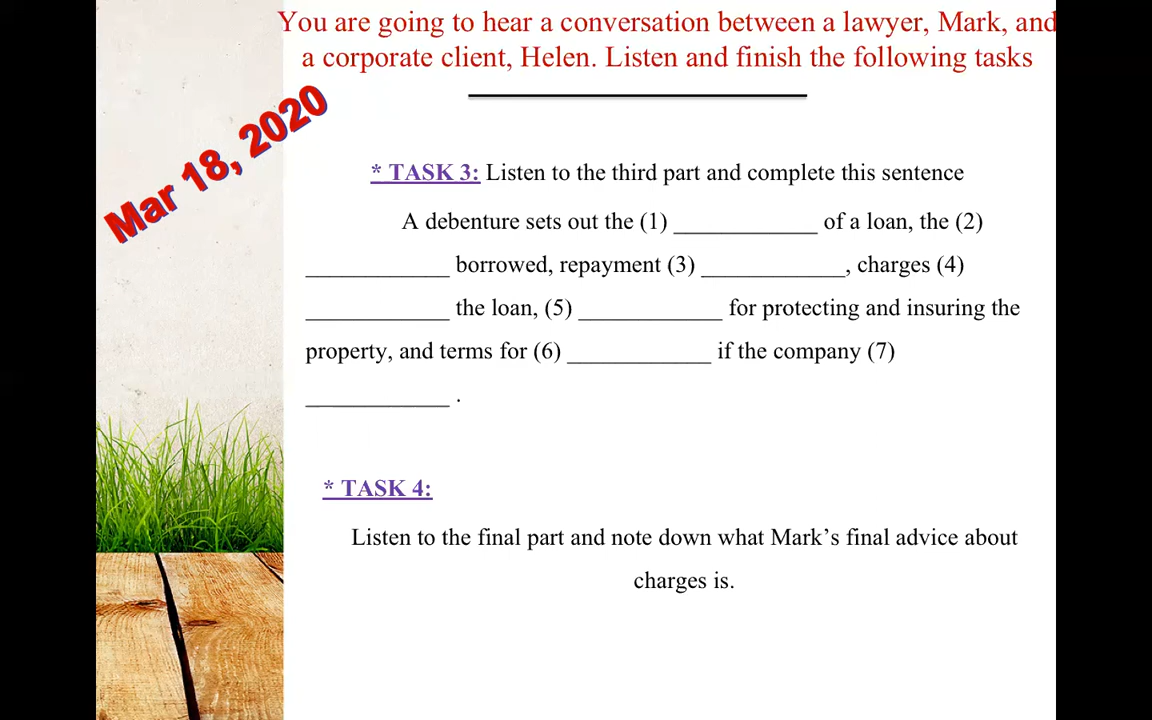 You are going to hear a conversation between a lawyer, Mark, and
a corporate client, Helen. Listen and finish the following tasks
Mar 18, 2020
* TASK 3: Listen to the third part and complete this sentence
A debenture sets out the (1) ____________ of a loan, the (2)
____________ borrowed, repayment (3) ____________, charges (4)
____________ the loan, (5) ____________ for protecting and insuring the
property, and terms for (6) ____________ if the company (7)
____________ .
* TASK 4:
Listen to the final part and note down what Mark’s final advice about
charges is.